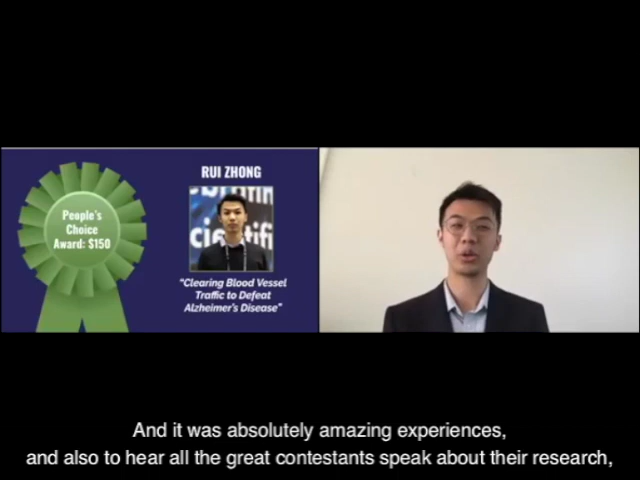 RUI ZHONG
People's
Choice
Award: $150
"Clearing Blood Vessel
Traffic to Defeat
Alzheimer's Disease"
And it was absolutely amazing experiences,
and also to hear all the great contestants speak about their research,